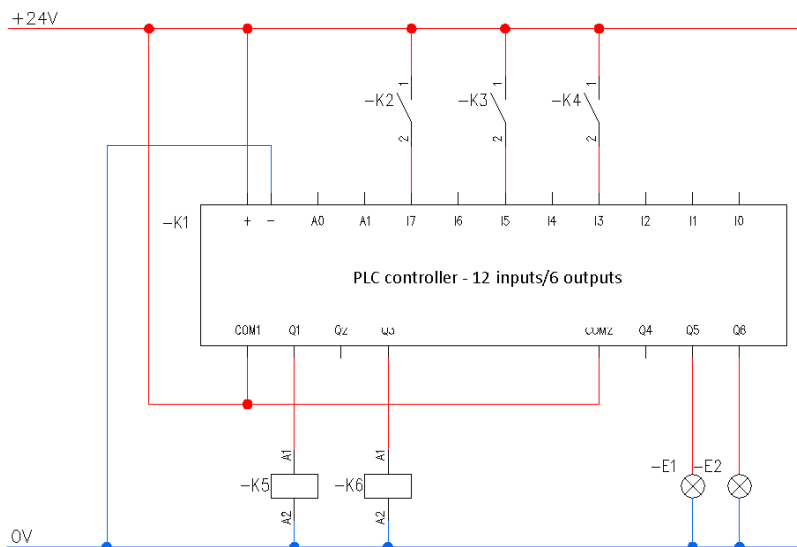 +24V
1 1 1
-K2 -K3 -K4
2 2 2
-K1 + - A0 A1 I7 I6 I5 I4 I3 I2 I1 I0
PLC controller - 12 inputs/6 outputs
COM1 Q1 Q2 Q3 COM2 Q4 Q5 Q6
A1 A1
-K5 -K6 -E1 -E2
A2 A2
0V